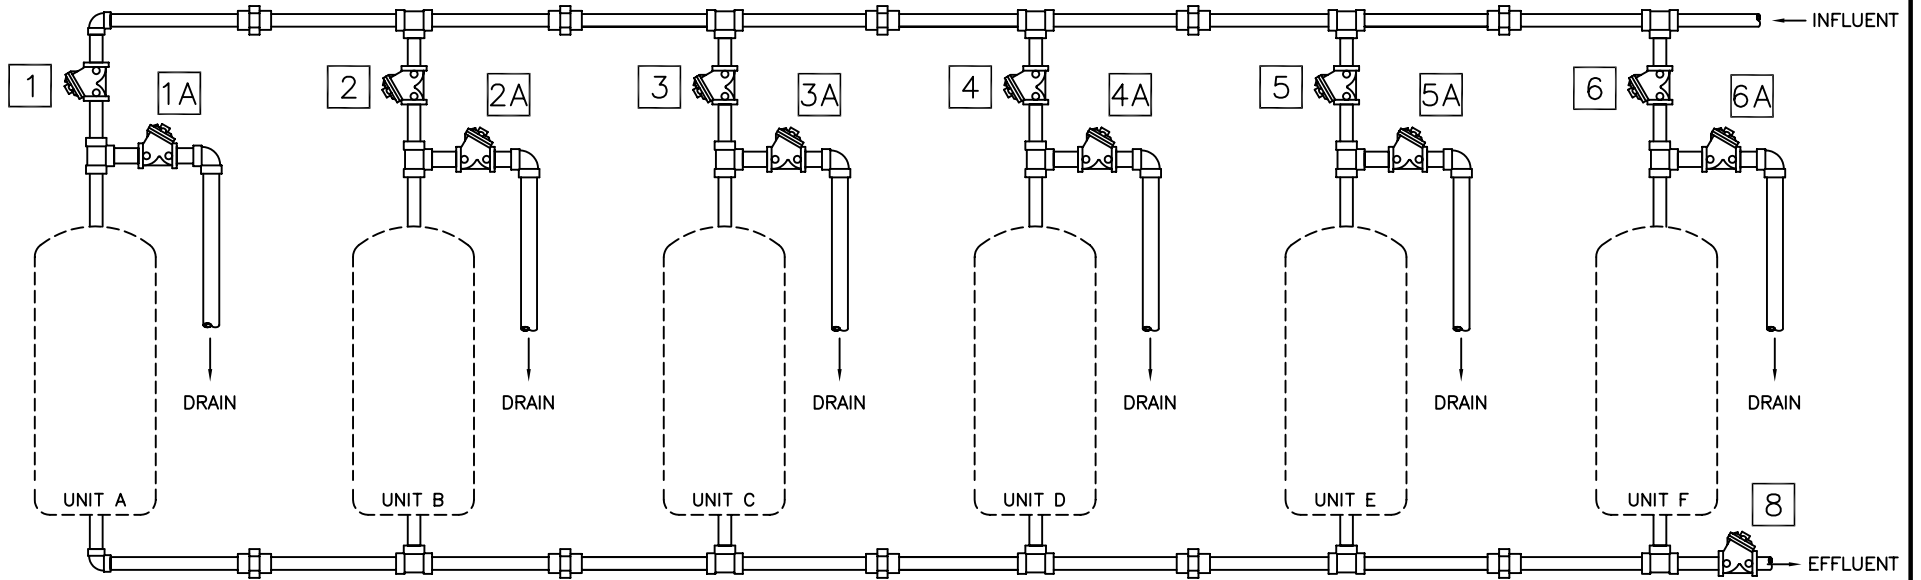 INFLUENT
1
1A
2
2A
3
3A
4
4A
5
5A
6
6A
DRAIN
DRAIN
DRAIN
DRAIN
DRAIN
DRAIN
UNIT A
UNIT B
UNIT C
UNIT D
UNIT E
UNIT F
8
EFFLUENT